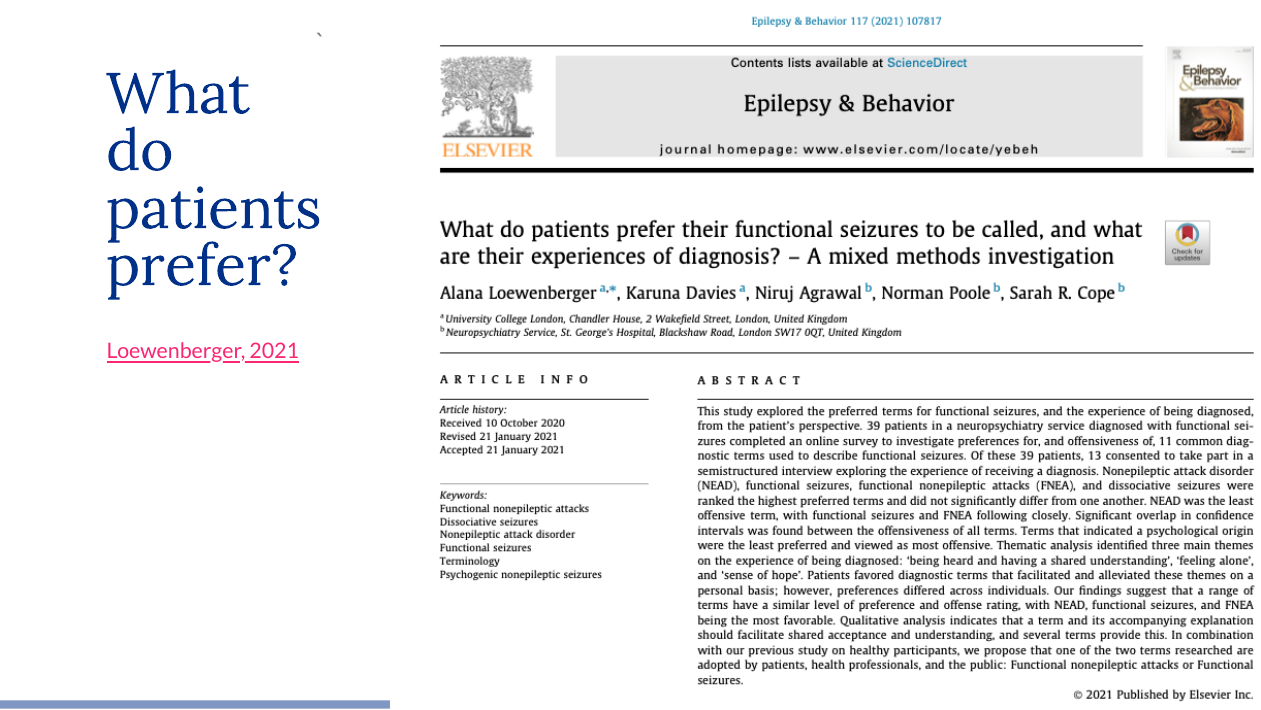 `
What
do
patients
prefer?
Loewenberger, 2021
Epilepsy & Behavior 117 (2021) 107817
Contents lists available at ScienceDirect
Epilepsy & Behavior
journal homepage: www.elsevier.com/locate/yebeh
ELSEVIER
Epilepsy
& Behavior
What do patients prefer their functional seizures to be called, and what
are their experiences of diagnosis? – A mixed methods investigation
Check for
updates
Alana Loewenberger a,*, Karuna Davies a, Niruj Agrawal b, Norman Poole b, Sarah R. Cope b
a University College London, Chandler House, 2 Wakefield Street, London, United Kingdom
b Neuropsychiatry Service, St. George's Hospital, Blackshaw Road, London SW17 0QT, United Kingdom
ARTICLE INFO
Article history:
Received 10 October 2020
Revised 21 January 2021
Accepted 21 January 2021
Keywords:
Functional nonepileptic attacks
Dissociative seizures
Nonepileptic attack disorder
Functional seizures
Terminology
Psychogenic nonepileptic seizures
ABSTRACT
This study explored the preferred terms for functional seizures, and the experience of being diagnosed,
from the patient's perspective. 39 patients in a neuropsychiatry service diagnosed with functional sei-
zures completed an online survey to investigate preferences for, and offensiveness of, 11 common diag-
nostic terms used to describe functional seizures. Of these 39 patients, 13 consented to take part in a
semistructured interview exploring the experience of receiving a diagnosis. Nonepileptic attack disorder
(NEAD), functional seizures, functional nonepileptic attacks (FNEA), and dissociative seizures were
ranked the highest preferred terms and did not significantly differ from one another. NEAD was the least
offensive term, with functional seizures and FNEA following closely. Significant overlap in confidence
intervals was found between the offensiveness of all terms. Terms that indicated a psychological origin
were the least preferred and viewed as most offensive. Thematic analysis identified three main themes
on the experience of being diagnosed: 'being heard and having a shared understanding', 'feeling alone',
and 'sense of hope'. Patients favored diagnostic terms that facilitated and alleviated these themes on a
personal basis; however, preferences differed across individuals. Our findings suggest that a range of
terms have a similar level of preference and offense rating, with NEAD, functional seizures, and FNEA
being the most favorable. Qualitative analysis indicates that a term and its accompanying explanation
should facilitate shared acceptance and understanding, and several terms provide this. In combination
with our previous study on healthy participants, we propose that one of the two terms researched are
adopted by patients, health professionals, and the public: Functional nonepileptic attacks or Functional
seizures.
© 2021 Published by Elsevier Inc.